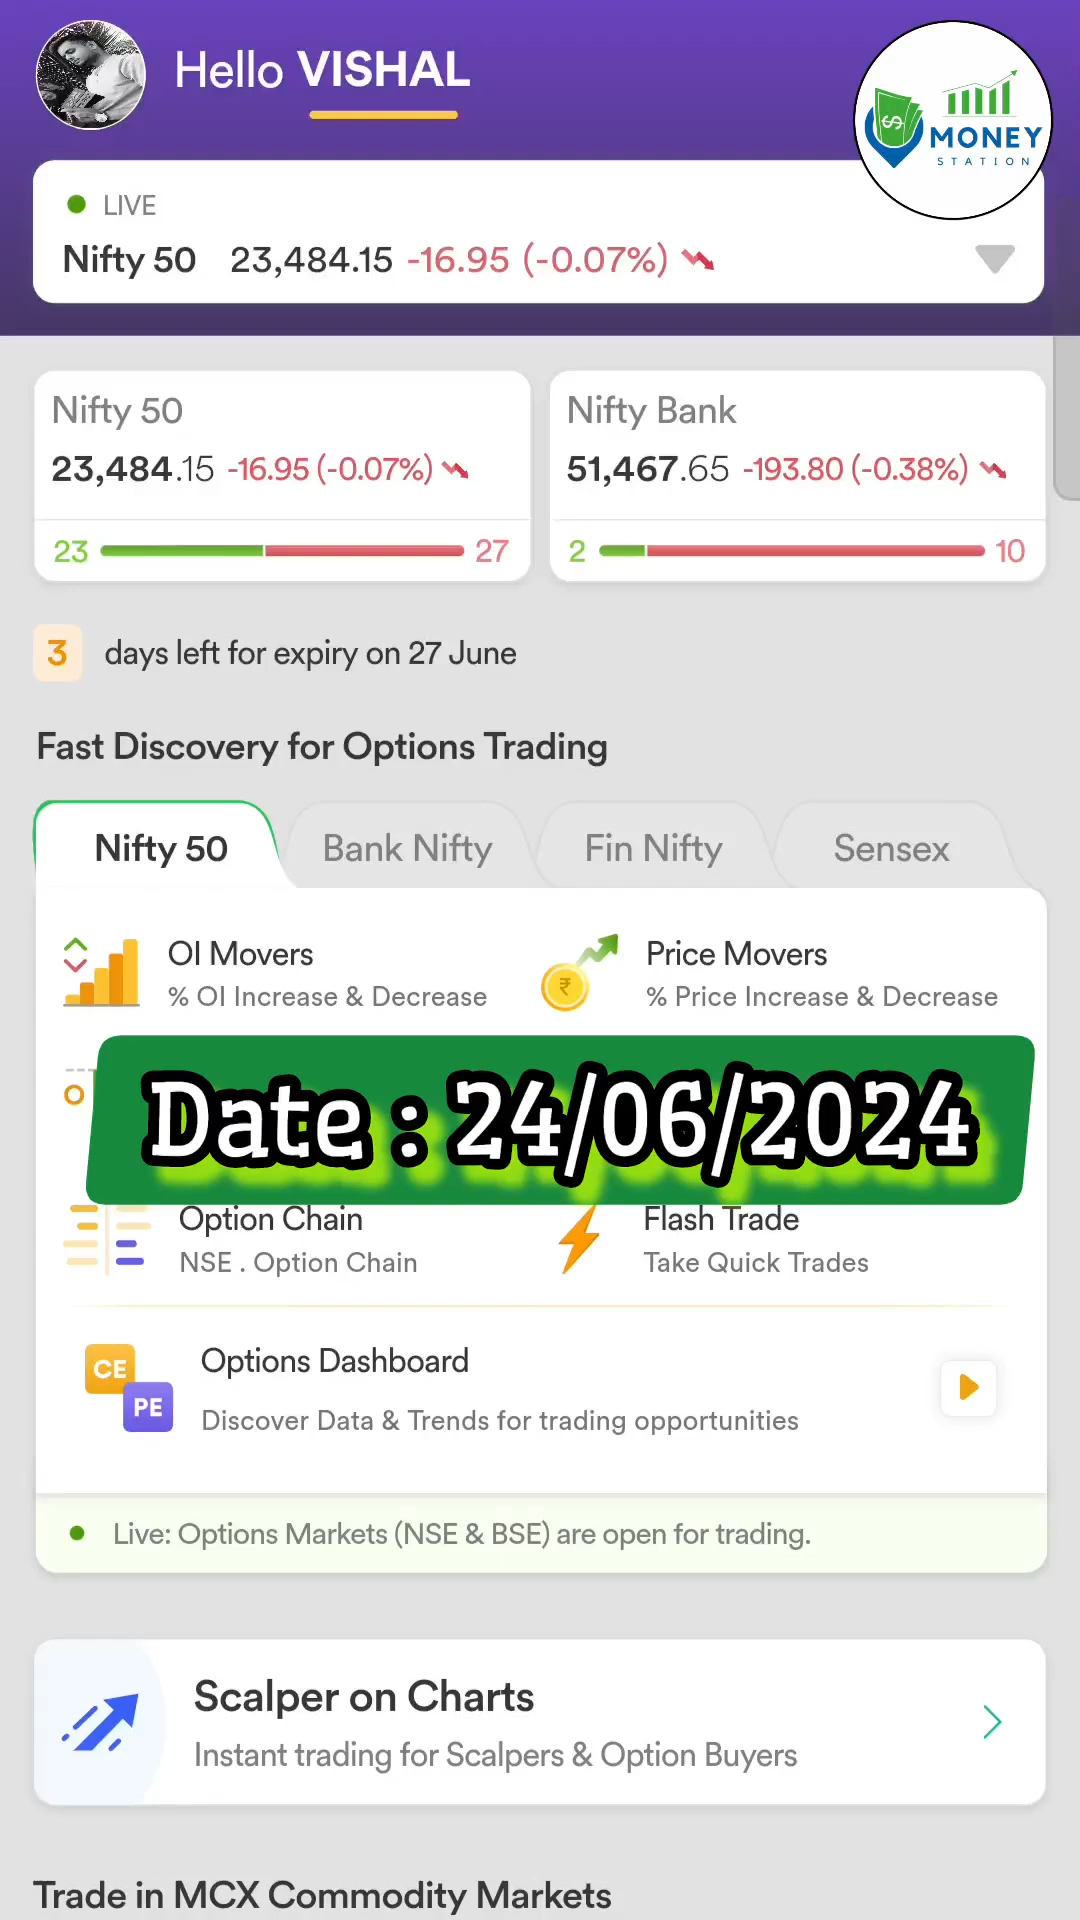 Hello VISHAL
MONEY
STATION
LIVE
Nifty 50 23,484.15 -16.95 (-0.07%)
Nifty 50
23,484.15 -16.95 (-0.07%)
23 27
Nifty Bank
51,467.65 -193.80 (-0.38%)
2 10
3 days left for expiry on 27 June
Fast Discovery for Options Trading
Nifty 50 Bank Nifty Fin Nifty Sensex
OI Movers
% OI Increase & Decrease
Price Movers
% Price Increase & Decrease
Date : 24/06/2024
Option Chain
NSE . Option Chain
Flash Trade
Take Quick Trades
CE
PE
Options Dashboard
Discover Data & Trends for trading opportunities
Live: Options Markets (NSE & BSE) are open for trading.
Scalper on Charts
Instant trading for Scalpers & Option Buyers
Trade in MCX Commodity Markets